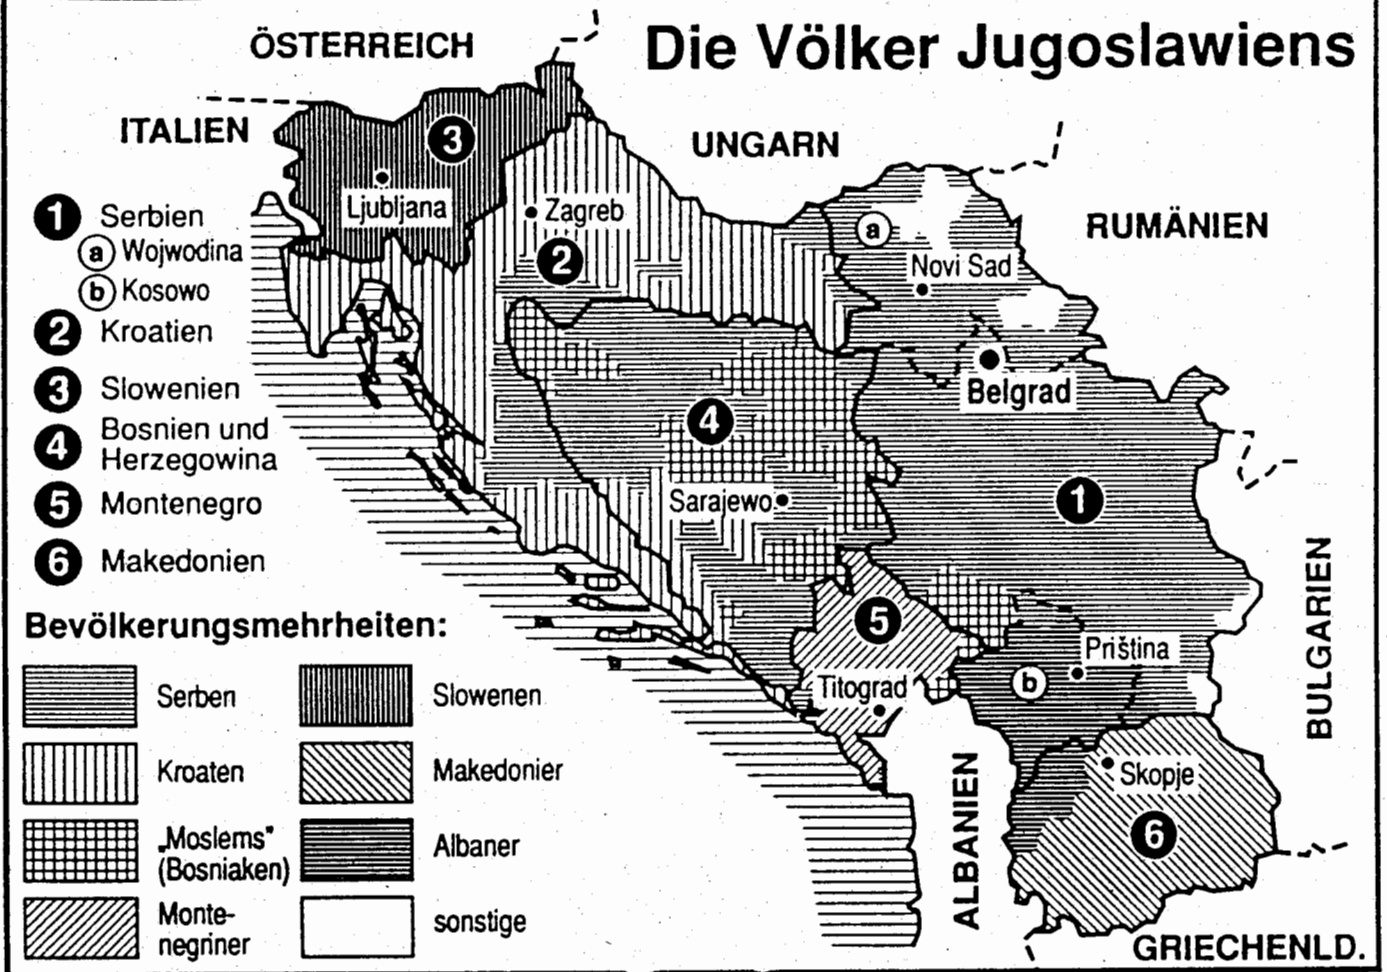 Die Völker Jugoslawiens
ÖSTERREICH
ITALIEN
UNGARN
RUMÄNIEN
BULGARIEN
ALBANIEN
GRIECHENLD.
3
Ljubljana
Zagreb
2
a
Novi Sad
Belgrad
4
Sarajewo
1
5
Titograd
b
Priština
Skopje
6
1 Serbien
a Wojwodina
b Kosowo
2 Kroatien
3 Slowenien
4 Bosnien und
Herzegowina
5 Montenegro
6 Makedonien
Bevölkerungsmehrheiten:
Serben
Kroaten
„Moslems"
(Bosniaken)
Monte-
negriner
Slowenen
Makedonier
Albaner
sonstige